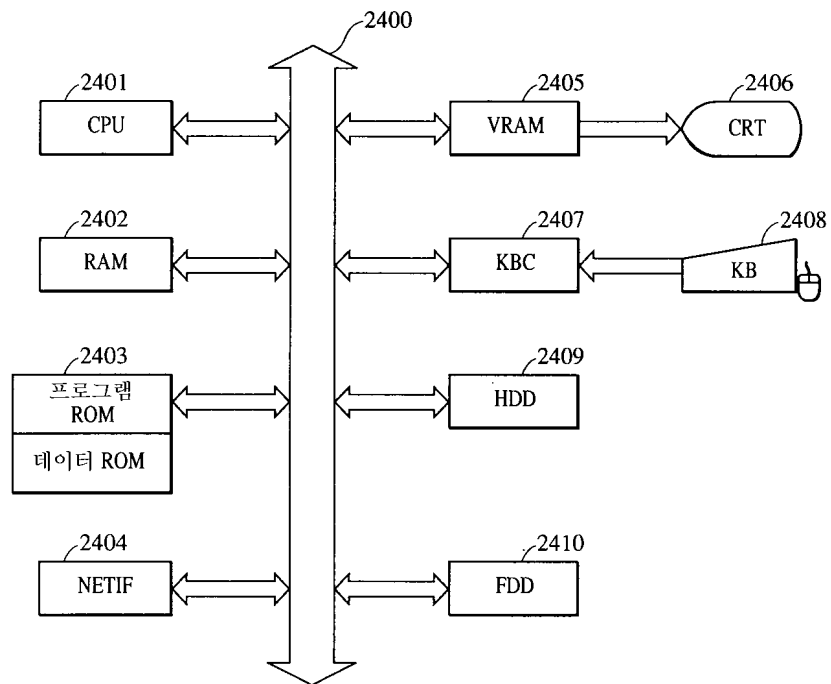 2400
2401
CPU
2405
VRAM
2406
CRT
2402
RAM
2407
KBC
2408
KB
2403
프로그램
ROM
데이터 ROM
2409
HDD
2404
NETIF
2410
FDD